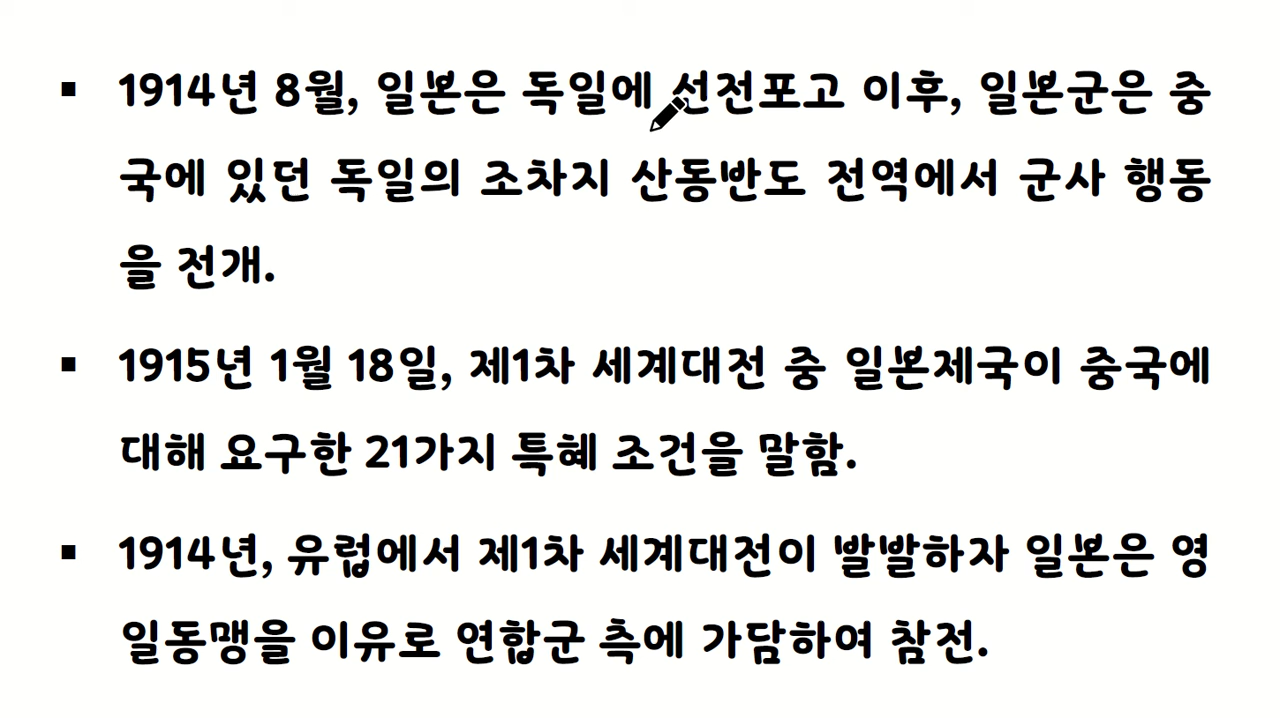 ▪ 1914년 8월, 일본은 독일에 선전포고 이후, 일본군은 중
국에 있던 독일의 조차지 산동반도 전역에서 군사 행동
을 전개.
▪ 1915년 1월 18일, 제1차 세계대전 중 일본제국이 중국에
대해 요구한 21가지 특혜 조건을 말함.
▪ 1914년, 유럽에서 제1차 세계대전이 발발하자 일본은 영
일동맹을 이유로 연합군 측에 가담하여 참전.